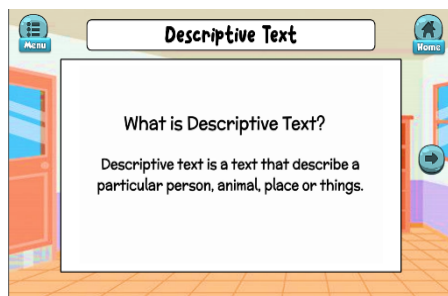 Descriptive Text
Menu
Home
What is Descriptive Text?
Descriptive text is a text that describe a
particular person, animal, place or things.